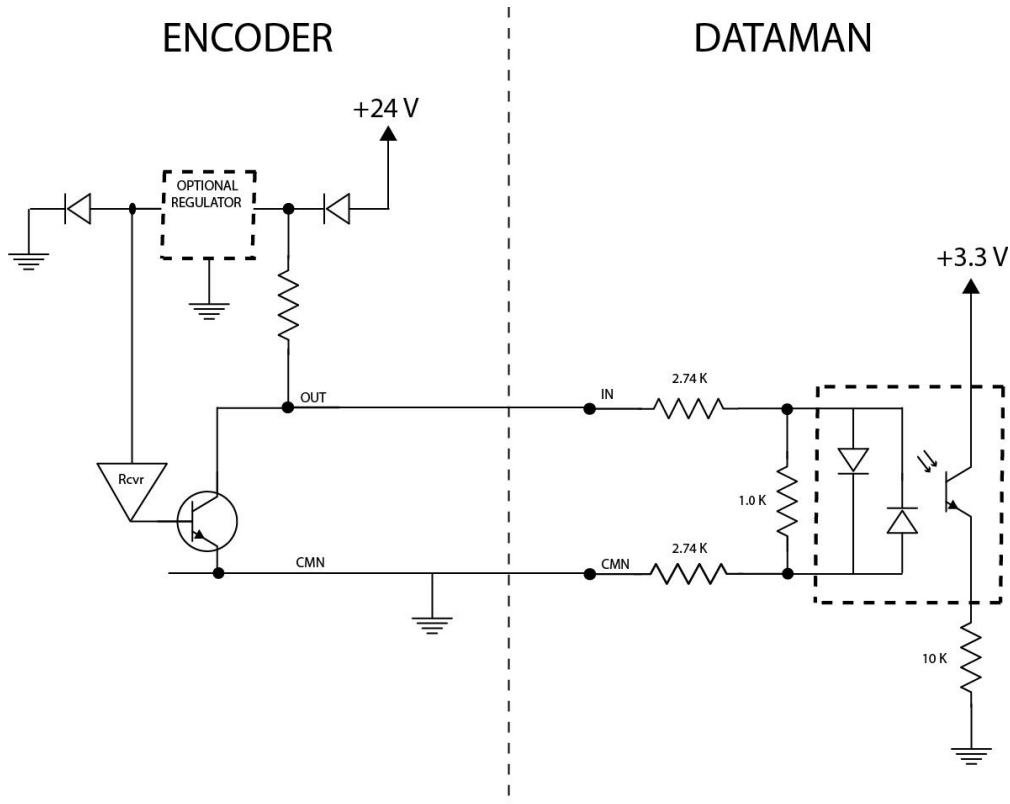 ENCODER
DATAMAN
+24 V
OPTIONAL
REGULATOR
+3.3 V
OUT
IN
2.74 K
Rcvr
1.0 K
CMN
CMN
2.74 K
10 K